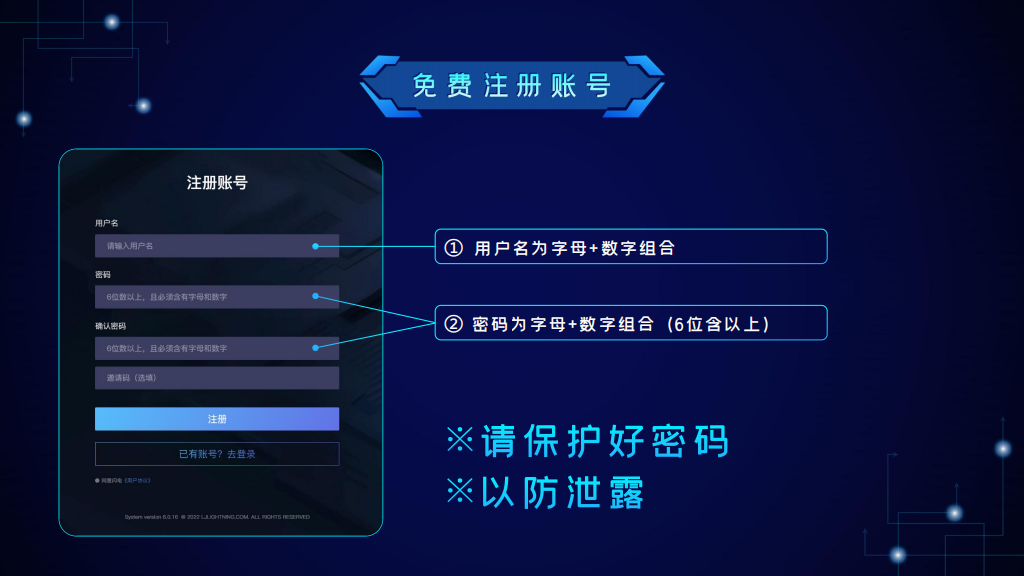 免费注册账号
注册账号
用户名
请输入用户名
密码
6位数以上，且必须含有字母和数字
确认密码
6位数以上，且必须含有字母和数字
邀请码（选填）
注册
已有账号？去登录
《用户协议》
System version 8.0.16 © 2022 LJLIGHTNING.COM. ALL RIGHTS RESERVED
① 用户名为字母+数字组合
② 密码为字母+数字组合（6位含以上）
※请保护好密码
※以防泄露